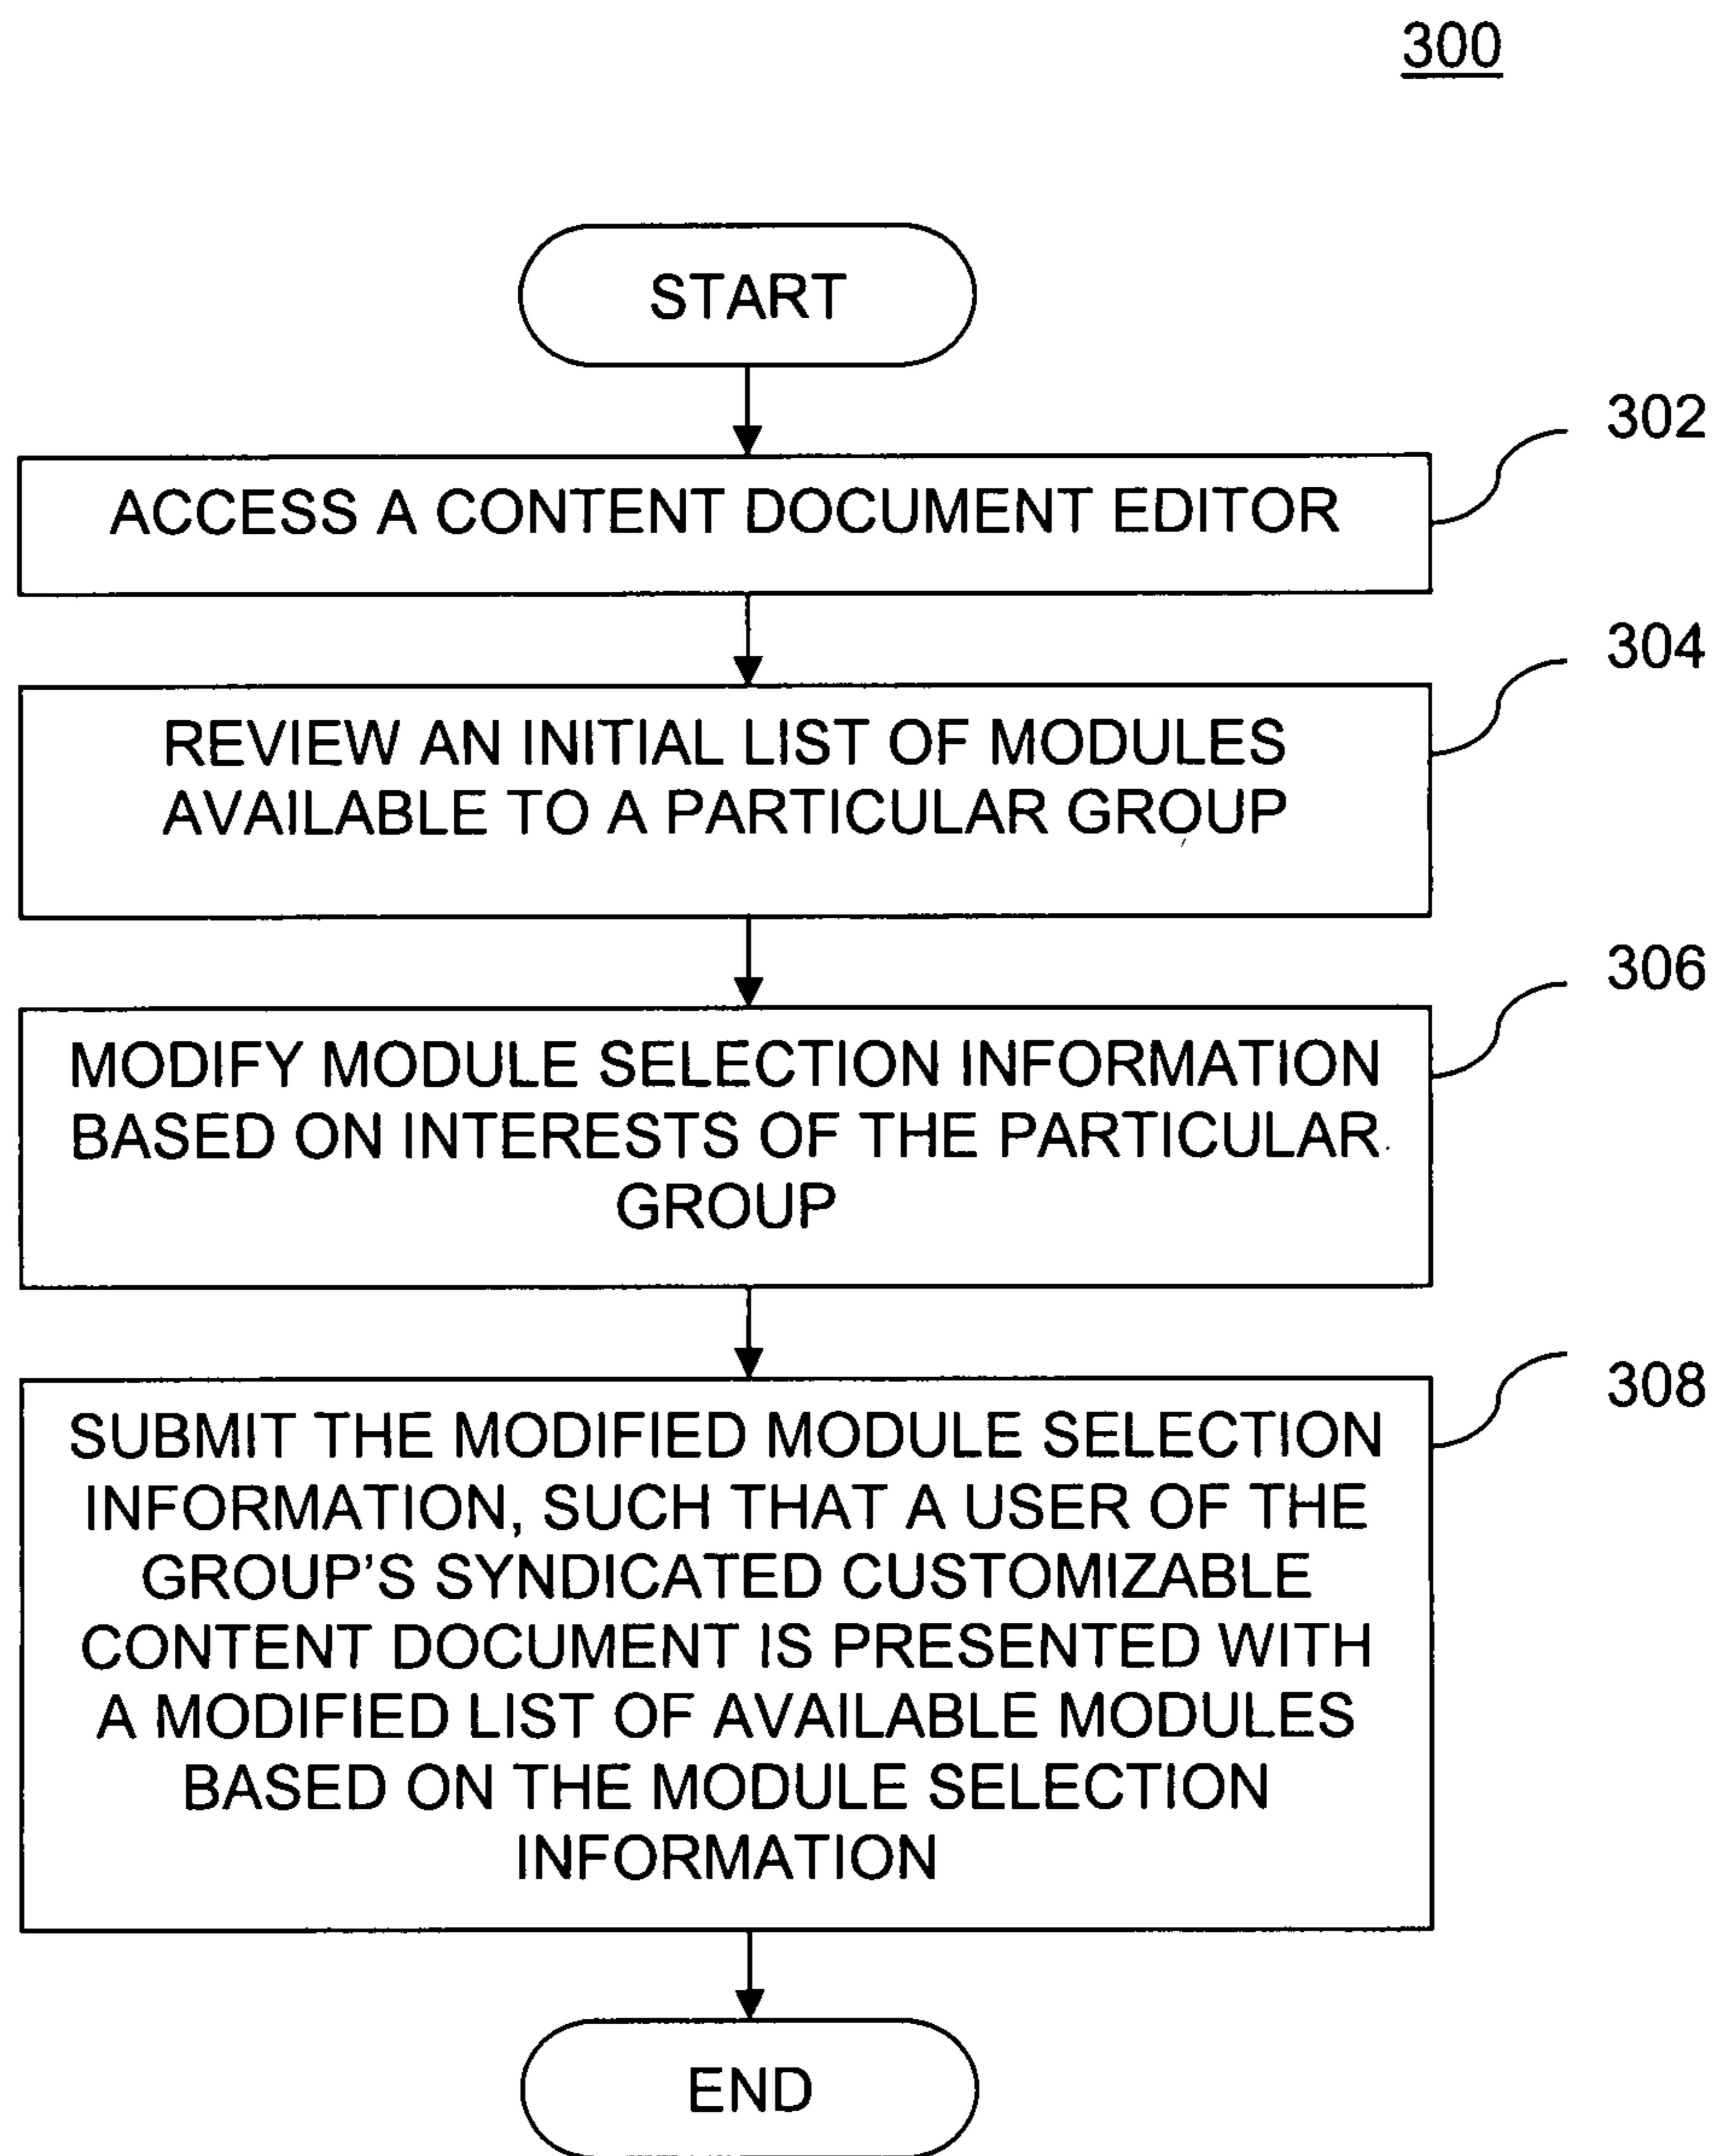 300
START
302
ACCESS A CONTENT DOCUMENT EDITOR
304
REVIEW AN INITIAL LIST OF MODULES
AVAILABLE TO A PARTICULAR GROUP
306
MODIFY MODULE SELECTION INFORMATION
BASED ON INTERESTS OF THE PARTICULAR
GROUP
308
SUBMIT THE MODIFIED MODULE SELECTION
INFORMATION, SUCH THAT A USER OF THE
GROUP’S SYNDICATED CUSTOMIZABLE
CONTENT DOCUMENT IS PRESENTED WITH
A MODIFIED LIST OF AVAILABLE MODULES
BASED ON THE MODULE SELECTION
INFORMATION
END